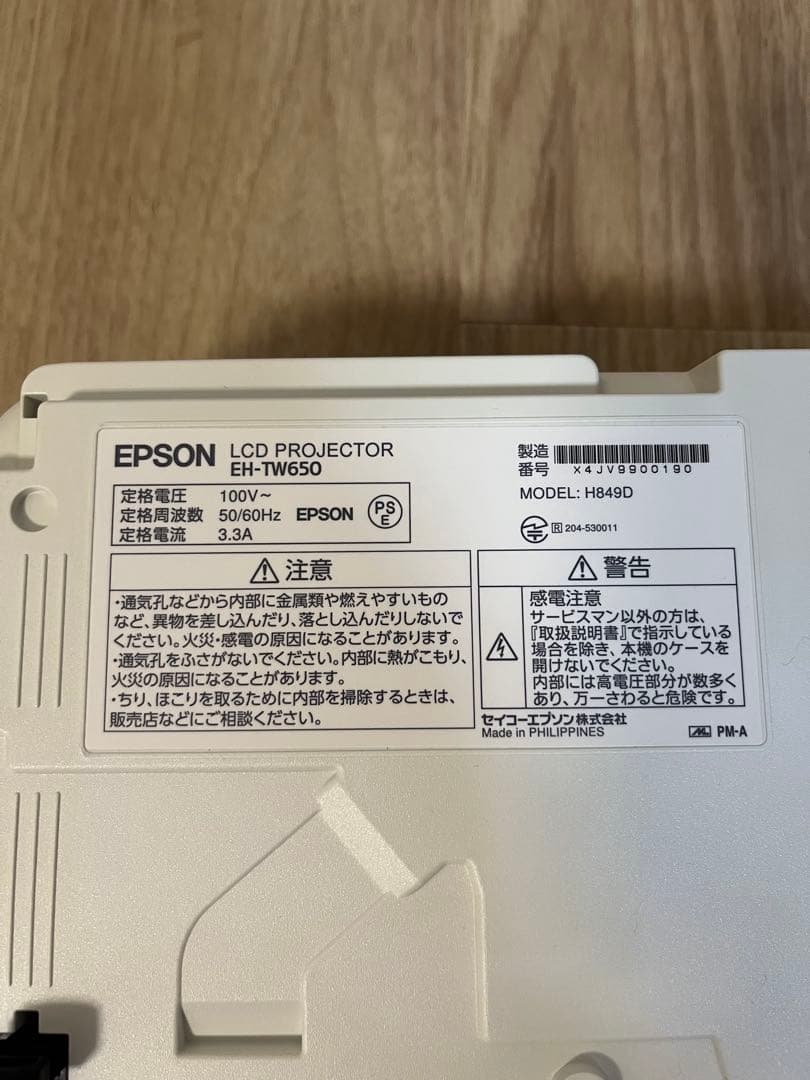 EPSON LCD PROJECTOR
EH-TW650
製造
番号 X4JV9900190
MODEL: H849D
定格電圧 100V～
定格周波数 50/60Hz EPSON PS E
定格電流 3.3A
R 204-530011
注意
・通気孔などから内部に金属類や燃えやすいもの
など、異物を差し込んだり、落とし込んだりしないで
ください。火災・感電の原因になることがあります。
・通気孔をふさがないでください。内部に熱がこもり、
火災の原因になることがあります。
・ちり、ほこりを取るために内部を掃除するときは、
販売店などにご相談ください。
警告
感電注意
サービスマン以外の方は、
『取扱説明書』で指示している
場合を除き、本機のケースを
開けないでください。
内部には高電圧部分が数多く
あり、万一さわると危険です。
セイコーエプソン株式会社
Made in PHILIPPINES
PM-A